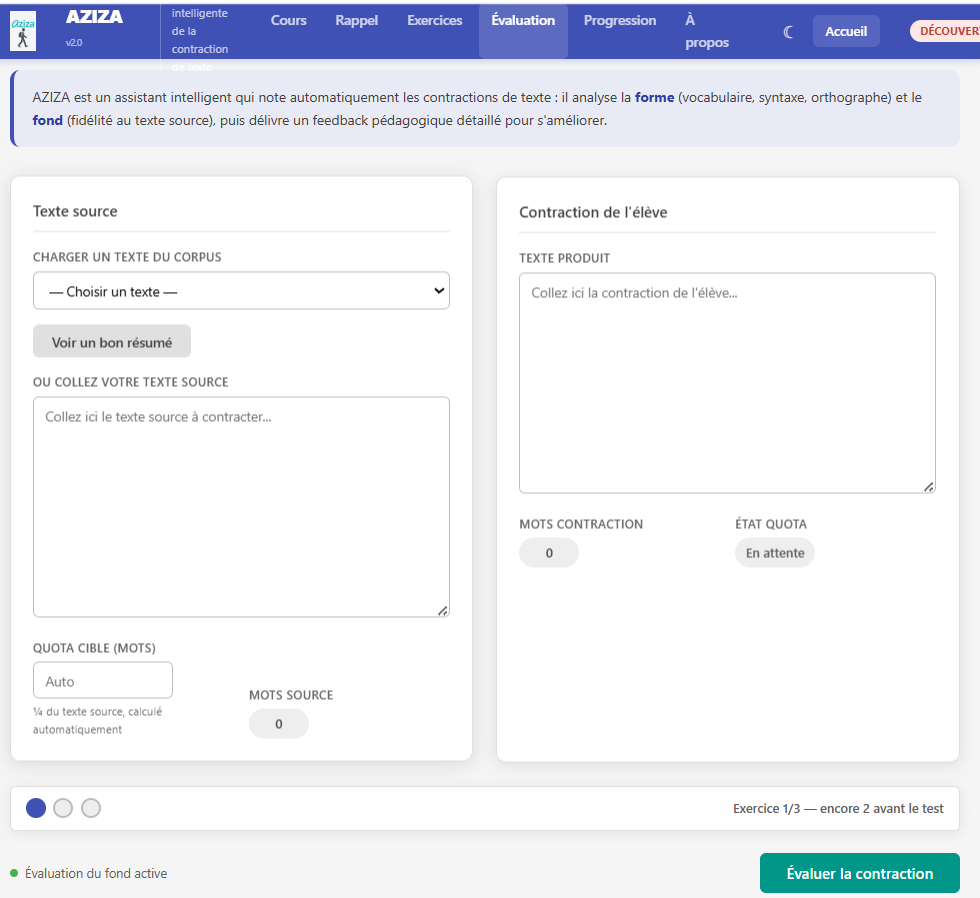 Aziza
AZIZA
v2.0
intelligente
de la
contraction
de texte
Cours
Rappel
Exercices
Évaluation
Progression
À
propos
Accueil
DÉCOUVER
AZIZA est un assistant intelligent qui note automatiquement les contractions de texte : il analyse la forme (vocabulaire, syntaxe, orthographe) et le
fond (fidélité au texte source), puis délivre un feedback pédagogique détaillé pour s'améliorer.
Texte source
CHARGER UN TEXTE DU CORPUS
— Choisir un texte —
Voir un bon résumé
OU COLLEZ VOTRE TEXTE SOURCE
Collez ici le texte source à contracter...
QUOTA CIBLE (MOTS)
Auto
¼ du texte source, calculé
automatiquement
MOTS SOURCE
0
Contraction de l'élève
TEXTE PRODUIT
Collez ici la contraction de l'élève...
MOTS CONTRACTION
0
ÉTAT QUOTA
En attente
Exercice 1/3 — encore 2 avant le test
Évaluation du fond active
Évaluer la contraction